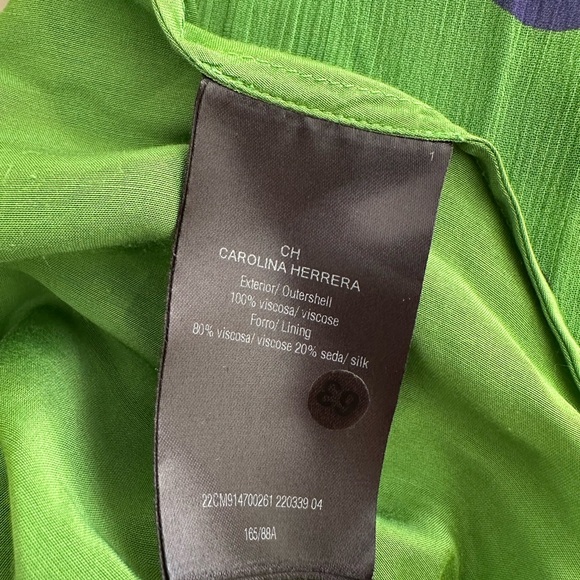 1
CH
CAROLINA HERRERA
Exterior/ Outershell
100% viscosa/ viscose
Forro/ Lining
80% viscosa/ viscose 20% seda/ silk
63
22CM914700261 220339 04
165/88A